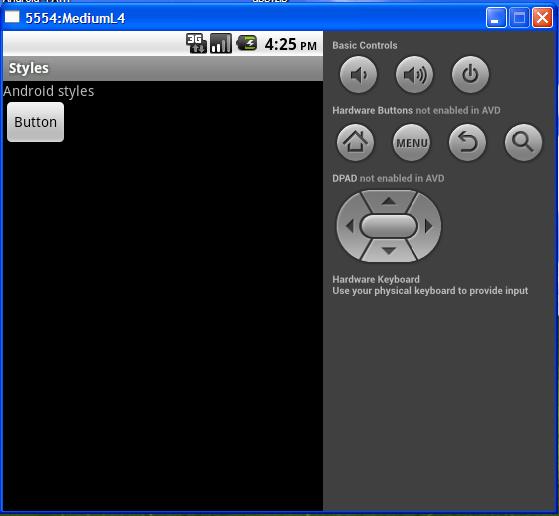 5554:MediumL4
3G
4:25 PM
Styles
Android styles
Button
Basic Controls
Hardware Buttons not enabled in AVD
MENU
DPAD not enabled in AVD
Hardware Keyboard
Use your physical keyboard to provide input